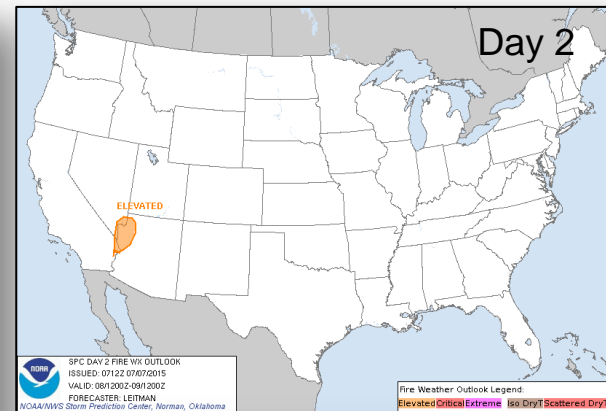 Day 2
ELEVATED
NOAA
SPC DAY 2 FIRE WX OUTLOOK
ISSUED: 0712Z 07/07/2015
VALID: 08/1200Z-09/1200Z
FORECASTER: LEITMAN
NOAA/NWS Storm Prediction Center, Norman, Oklahoma
Fire Weather Outlook Legend:
Elevated Critical Extreme Iso DryT Scattered DryT